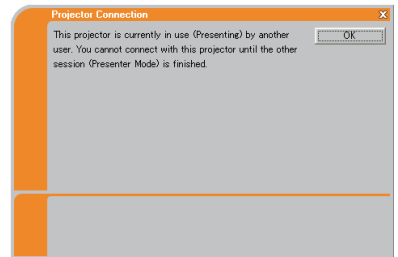 Projector Connection
X
This projector is currently in use (Presenting) by another
OK
user. You cannot connect with this projector until the other
session (Presenter Mode) is finished.